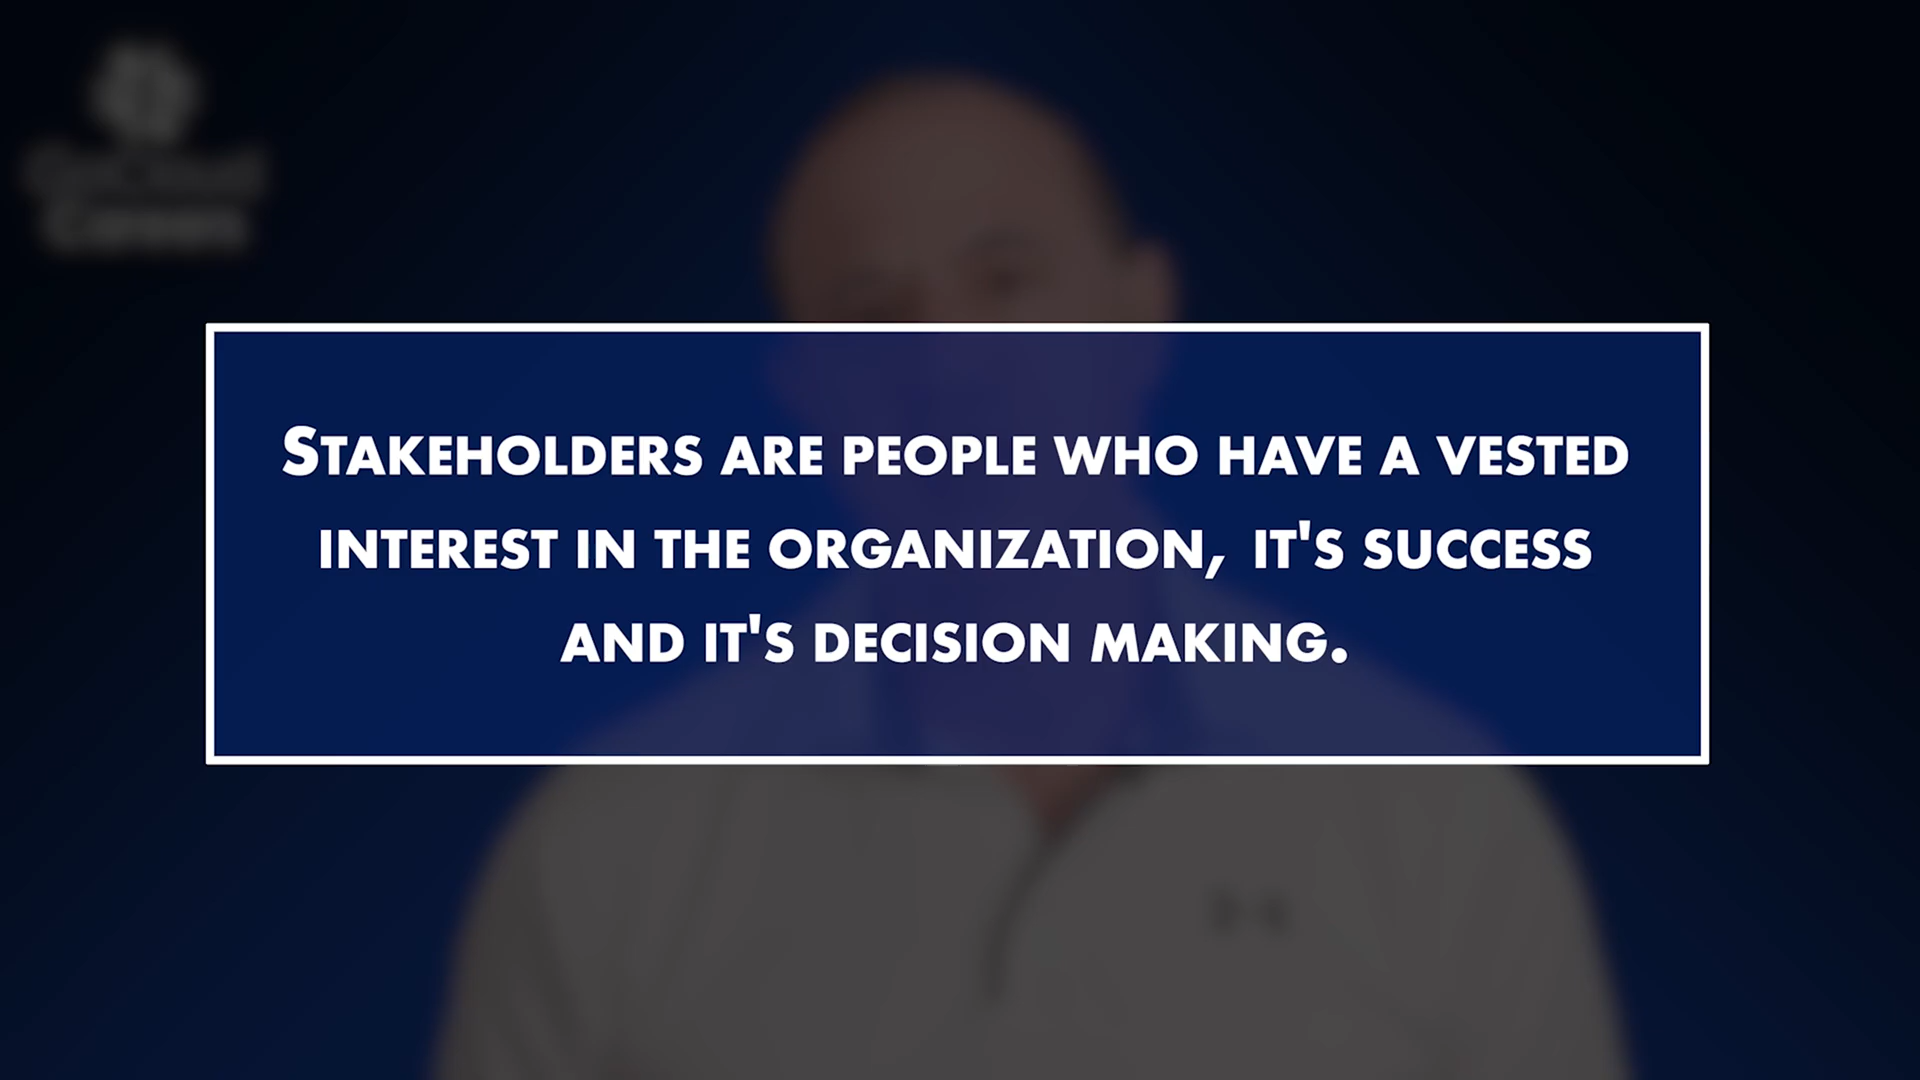 Stakeholders are people who have a vested
interest in the organization, it's success
and it's decision making.